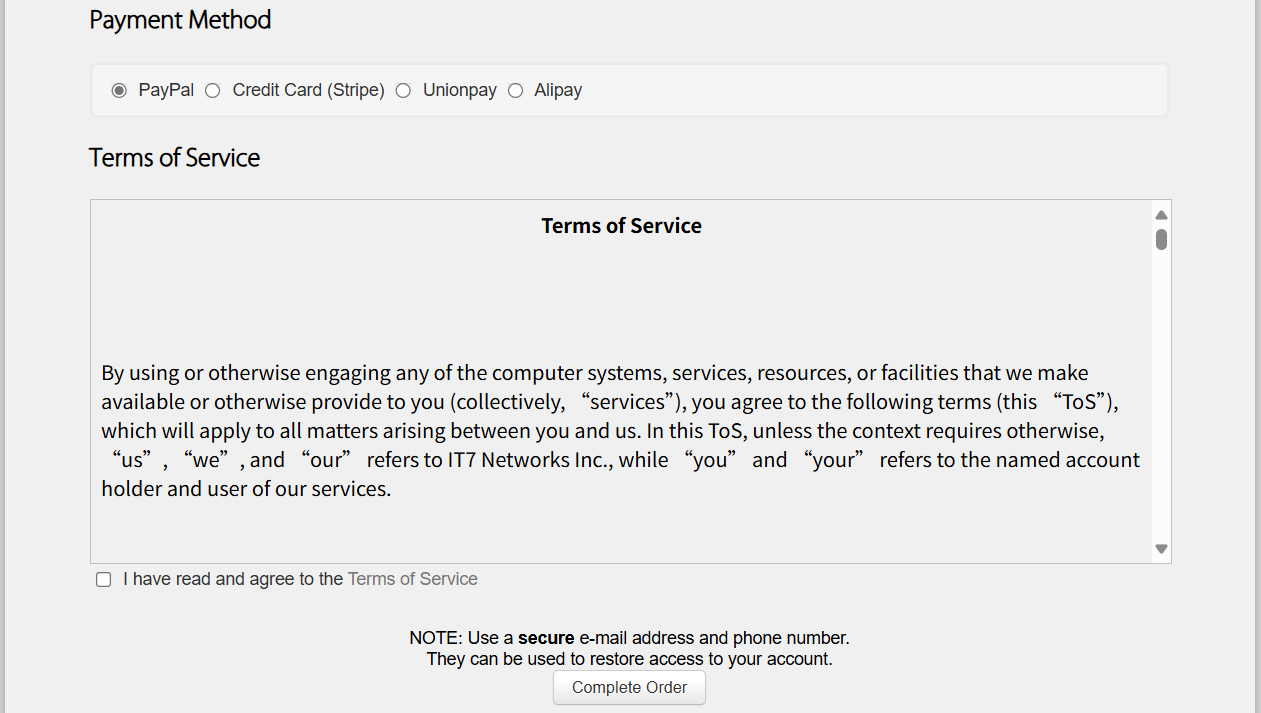 Payment Method
PayPal Credit Card (Stripe) Unionpay Alipay
Terms of Service
Terms of Service
By using or otherwise engaging any of the computer systems, services, resources, or facilities that we make
available or otherwise provide to you (collectively, “services”), you agree to the following terms (this “ToS”),
which will apply to all matters arising between you and us. In this ToS, unless the context requires otherwise,
“us”, “we”, and “our” refers to IT7 Networks Inc., while “you” and “your” refers to the named account
holder and user of our services.
I have read and agree to the Terms of Service
NOTE: Use a secure e-mail address and phone number.
They can be used to restore access to your account.
Complete Order